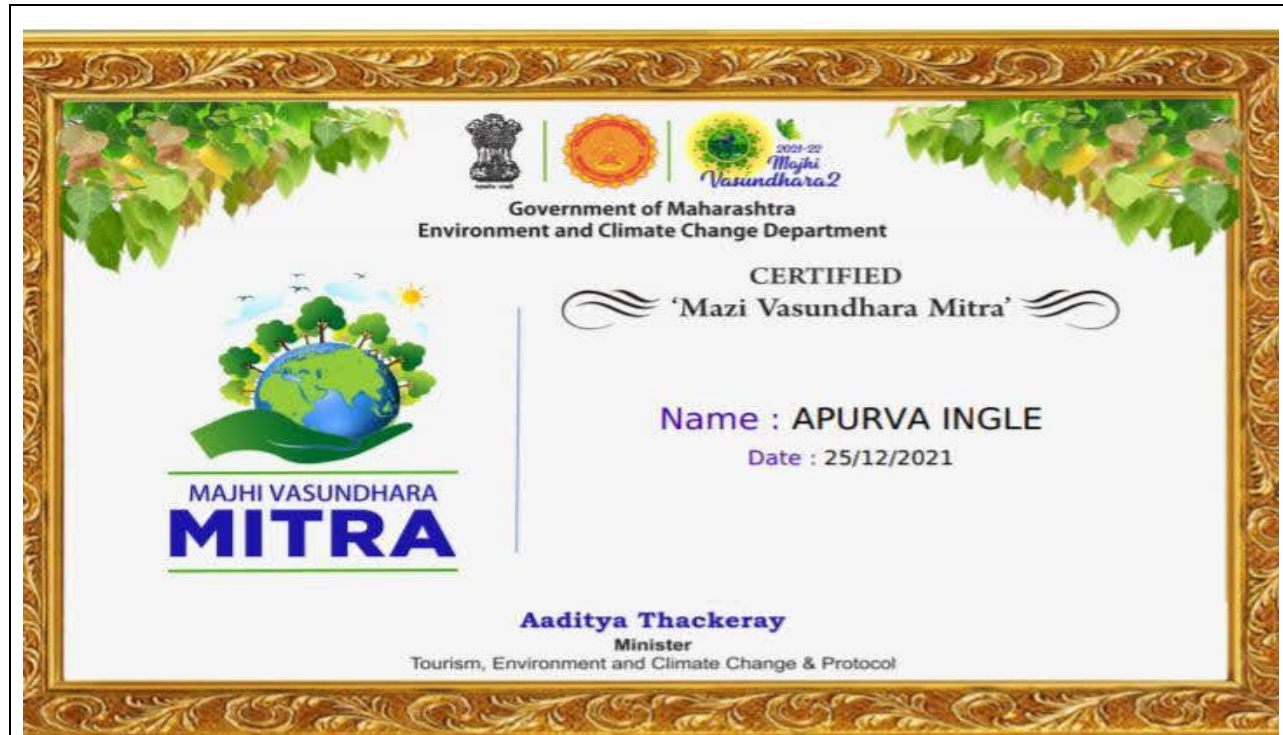 2021-22
Majhi
Vasundhara2
Government of Maharashtra
Environment and Climate Change Department
CERTIFIED
‘Mazi Vasundhara Mitra’
Name : APURVA INGLE
Date : 25/12/2021
MAJHI VASUNDHARA
MITRA
Aaditya Thackeray
Minister
Tourism, Environment and Climate Change & Protocol